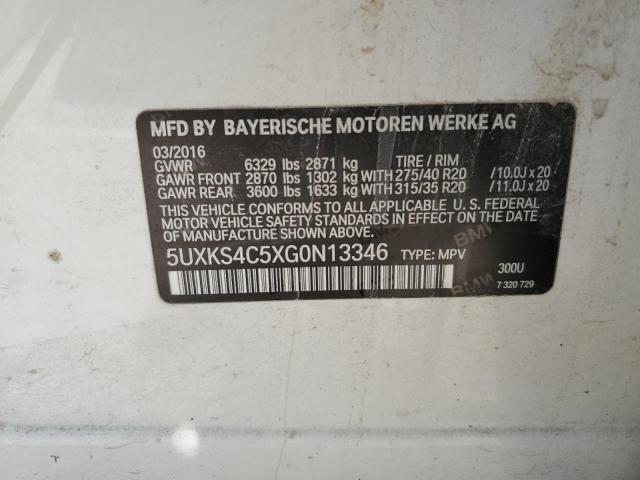 MFD BY BAYERISCHE MOTOREN WERKE AG
03/2016
GVWR 6329 lbs 2871 kg TIRE / RIM
GAWR FRONT 2870 lbs 1302 kg WITH 275/40 R20 /10.0J x 20
GAWR REAR 3600 lbs 1633 kg WITH 315/35 R20 /11.0J x 20
THIS VEHICLE CONFORMS TO ALL APPLICABLE U. S. FEDERAL
MOTOR VEHICLE SAFETY STANDARDS IN EFFECT ON THE DATE
OF MANUFACTURE SHOWN ABOVE.
5UXKS4C5XG0N13346 TYPE: MPV
300U
7 320 729
BMW
BMW
BMW